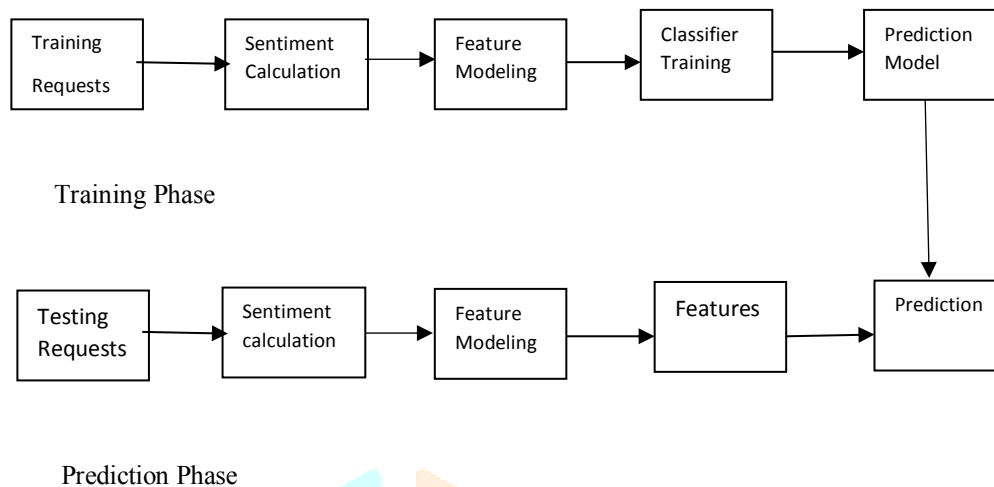 Training
Requests
Sentiment
Calculation
Feature
Modeling
Classifier
Training
Prediction
Model
Training Phase
Testing
Requests
Sentiment
calculation
Feature
Modeling
Features
Prediction
Prediction Phase